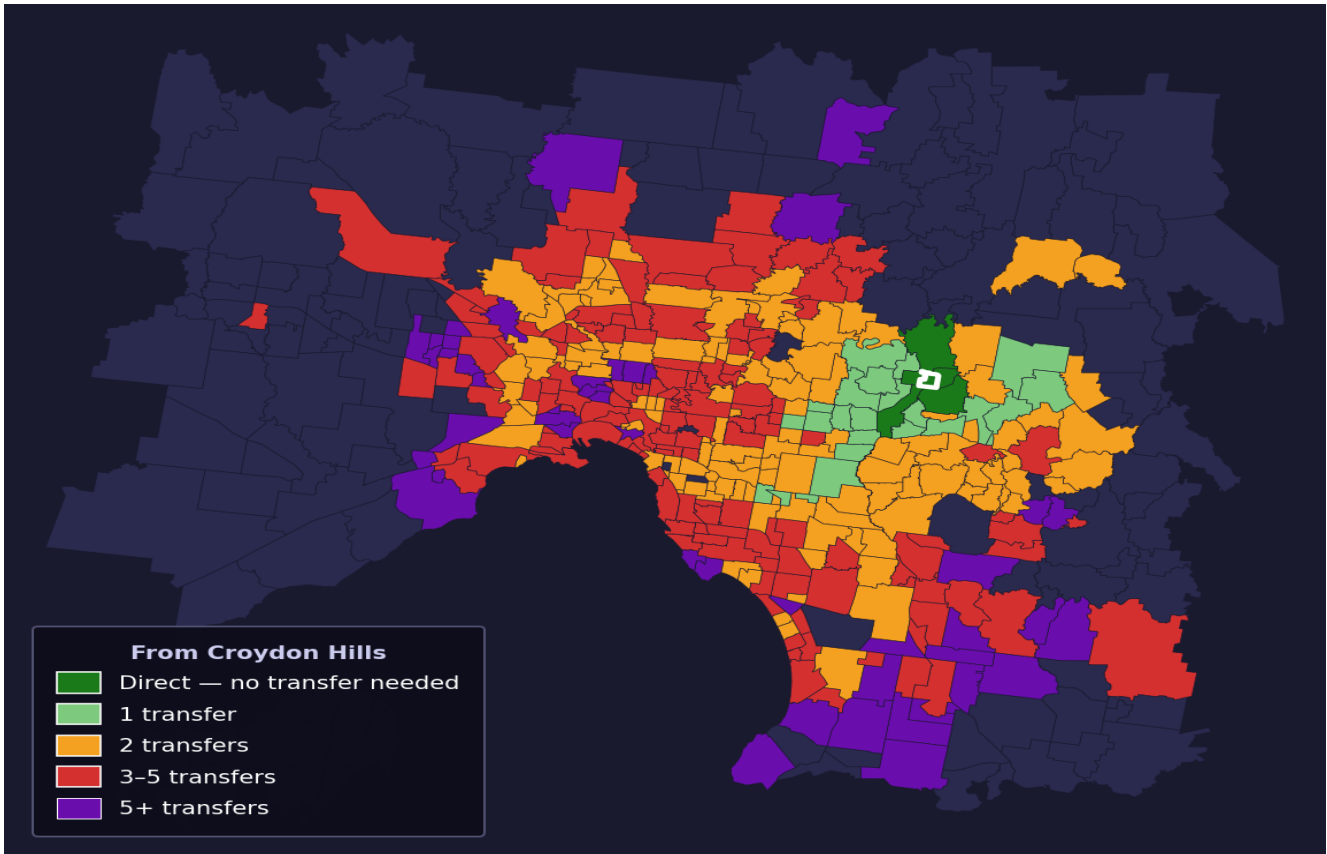 From Croydon Hills
Direct — no transfer needed
1 transfer
2 transfers
3–5 transfers
5+ transfers